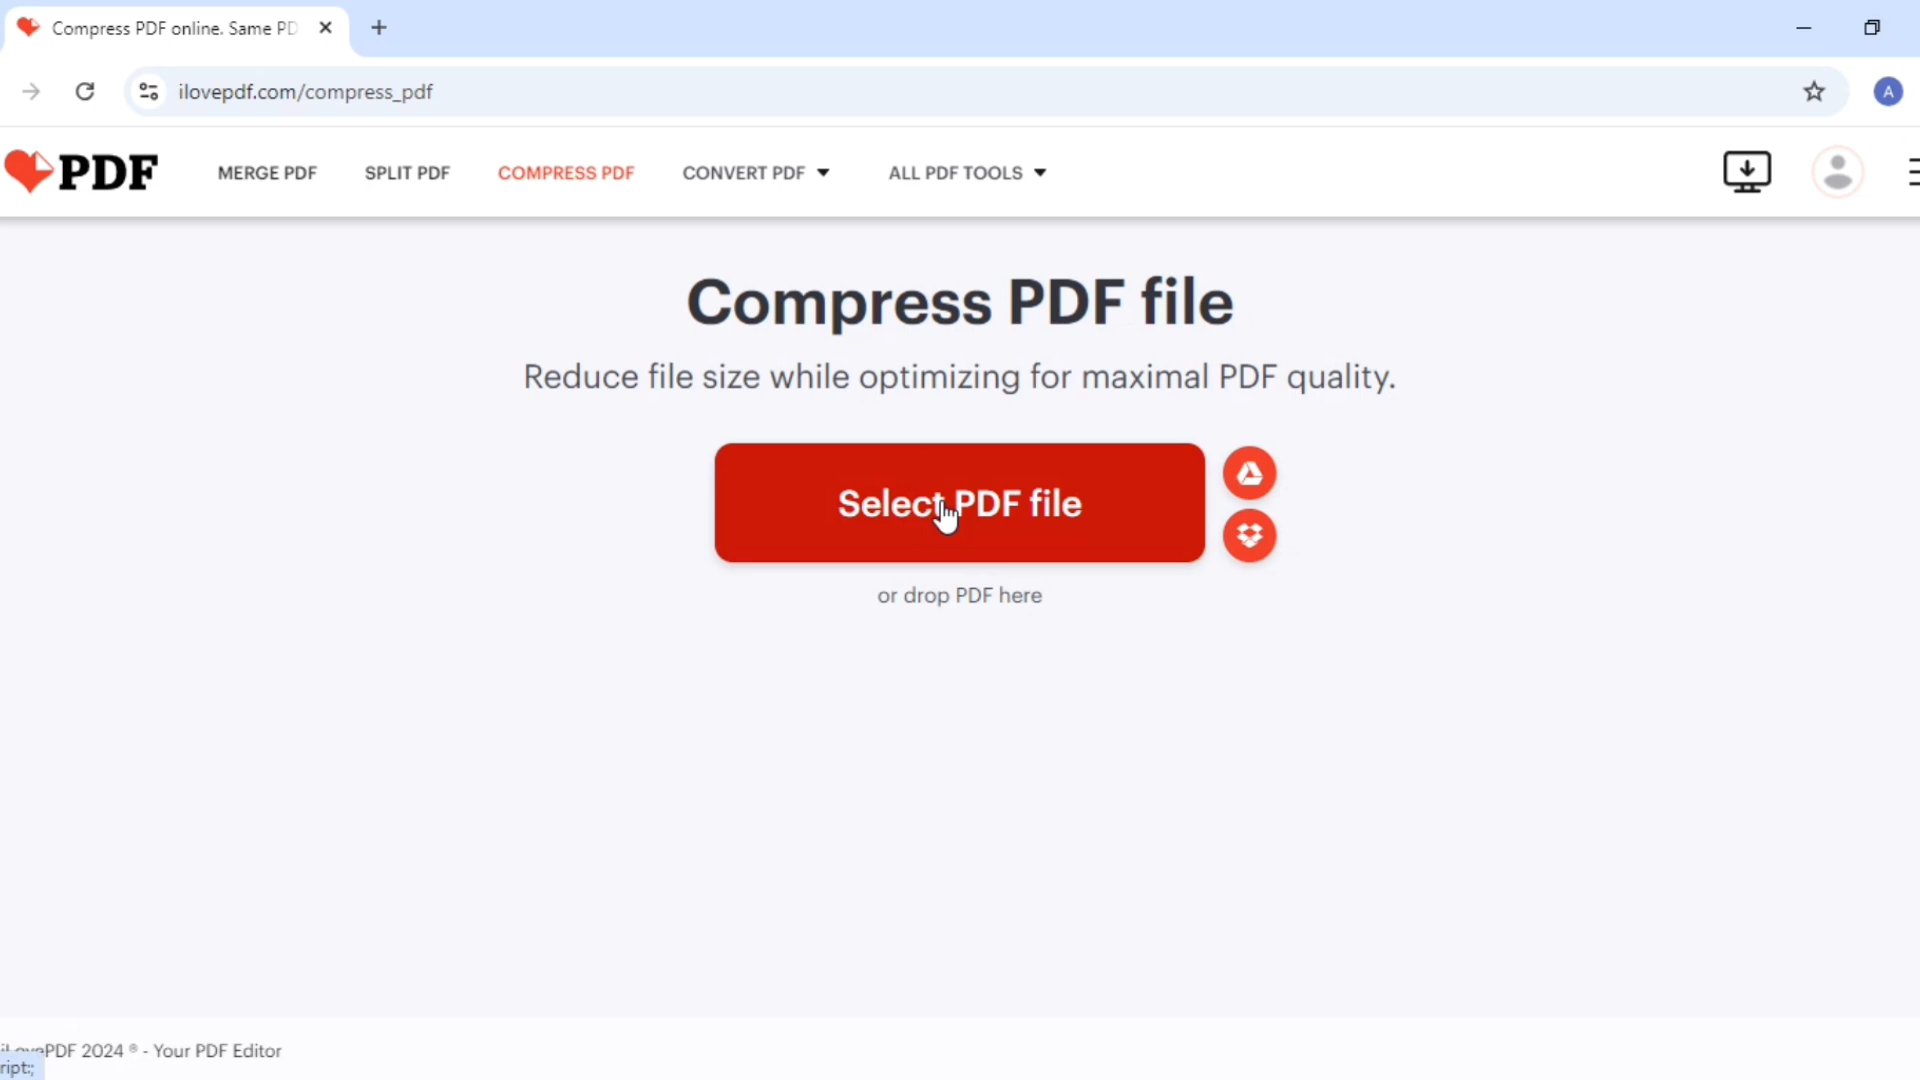 Compress PDF online. Same PD
ilovepdf.com/compress_pdf
A
PDF
MERGE PDF
SPLIT PDF
COMPRESS PDF
CONVERT PDF
ALL PDF TOOLS
Compress PDF file
Reduce file size while optimizing for maximal PDF quality.
Select PDF file
or drop PDF here
iLovePDF 2024 ® - Your PDF Editor
ript:;